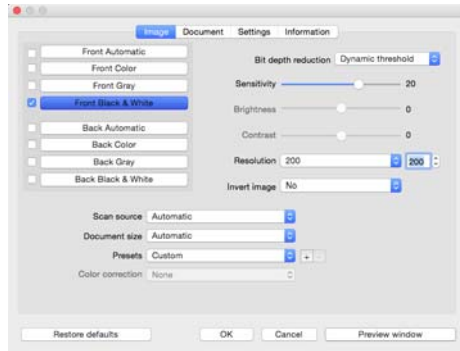 Image Document Settings Information
Front Automatic
Front Color
Front Gray
Front Black & White
Back Automatic
Back Color
Back Gray
Back Black & White
Bit depth reduction Dynamic threshold
Sensitivity 20
Brightness 0
Contrast 0
Resolution 200 200
Invert image No
Scan source Automatic
Document size Automatic
Presets Custom + -
Color correction None
Restore defaults OK Cancel Preview window